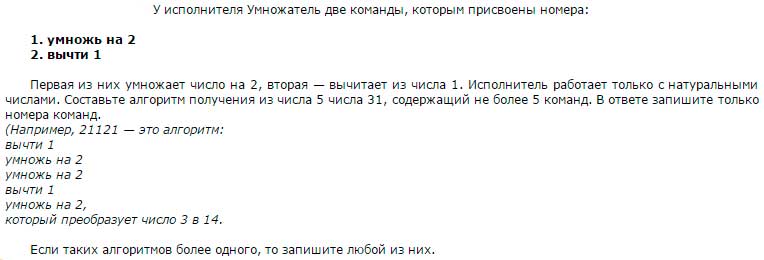 У исполнителя Умножатель две команды, которым присвоены номера:
1. умножь на 2
2. вычти 1
Первая из них умножает число на 2, вторая — вычитает из числа 1. Исполнитель работает только с натуральными
числами. Составьте алгоритм получения из числа 5 числа 31, содержащий не более 5 команд. В ответе запишите только
номера команд.
(Например, 21121 — это алгоритм:
вычти 1
умножь на 2
умножь на 2
вычти 1
умножь на 2,
который преобразует число 3 в 14.
Если таких алгоритмов более одного, то запишите любой из них.